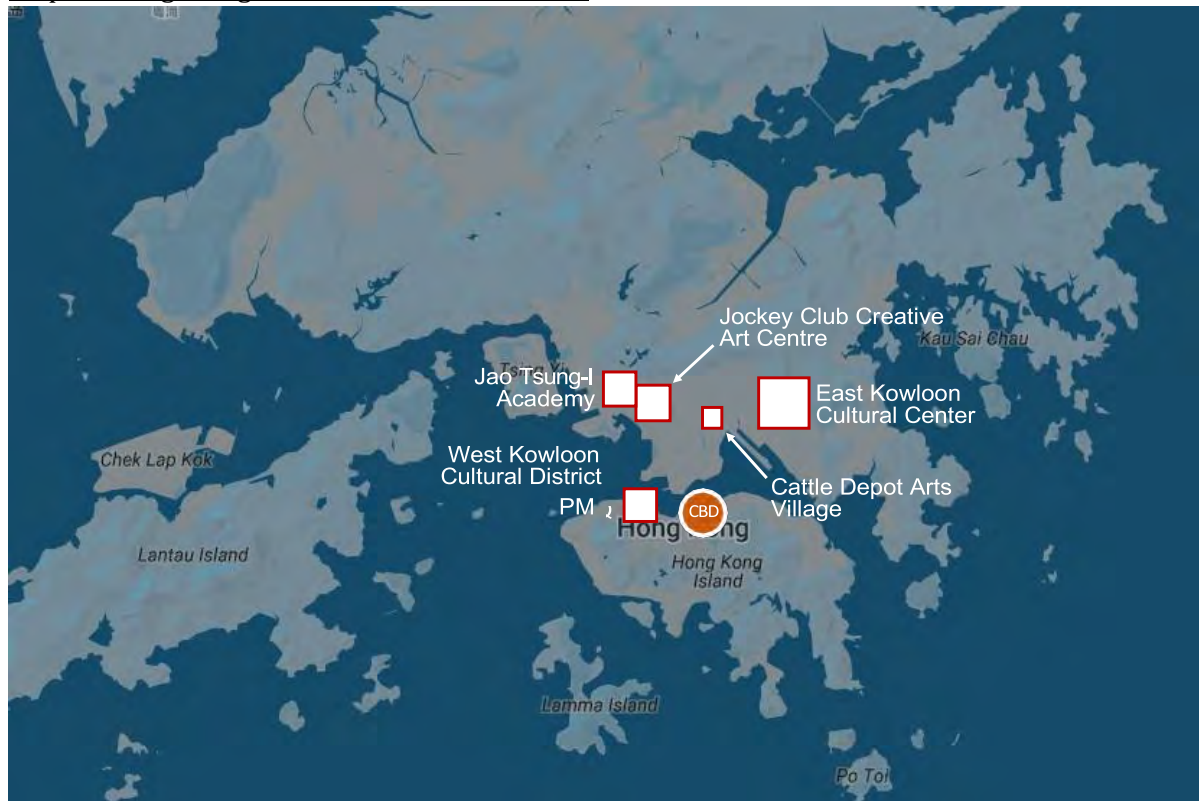 Jockey Club Creative
Art Centre
Kau Sai Chau
Tsing Yi
Jao Tsung-I
Academy
East Kowloon
Cultural Center
West Kowloon
Cultural District
Chek Lap Kok
Cattle Depot Arts
Village
PM
CBD
Hong
Lantau Island
Hong Kong
Island
Lamma Island
Po Toi